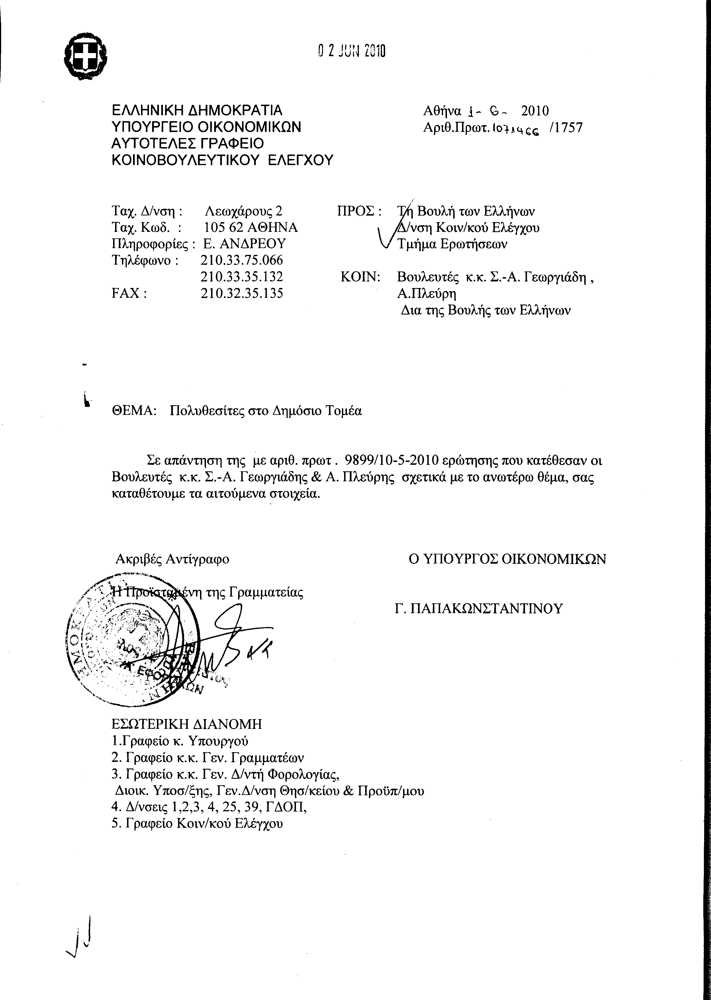 02 JUN 2010
ΕΛΛΗΝΙΚΗ ΔΗΜΟΚΡΑΤΙΑ
ΥΠΟΥΡΓΕΙΟ ΟΙΚΟΝΟΜΙΚΩΝ
ΑΥΤΟΤΕΛΕΣ ΓΡΑΦΕΙΟ
ΚΟΙΝΟΒΟΥΛΕΥΤΙΚΟΥ ΕΛΕΓΧΟΥ
Αθήνα 1- 6- 2010
Αριθ.Πρωτ. /1757
Ταχ. Δ/νση : Λεωχάρους 2
Ταχ. Κωδ. : 105 62 ΑΘΗΝΑ
Πληροφορίες : Ε. ΑΝΔΡΕΟΥ
Τηλέφωνο : 210.33.75.066
210.33.35.132
FAX : 210.32.35.135
ΠΡΟΣ : Τη Βουλή των Ελλήνων
Δ/νση Κοιν/κού Ελέγχου
Τμήμα Ερωτήσεων
ΚΟΙΝ: Βουλευτές κ.κ. Σ.-Α. Γεωργιάδη ,
Α.Πλεύρη
Δια της Βουλής των Ελλήνων
ΘΕΜΑ: Πολυθεσίτες στο Δημόσιο Τομέα
Σε απάντηση της με αριθ. πρωτ . 9899/10-5-2010 ερώτησης που κατέθεσαν οι
Βουλευτές κ.κ. Σ.-Α. Γεωργιάδης & Α. Πλεύρης σχετικά με το ανωτέρω θέμα, σας
καταθέτουμε τα αιτούμενα στοιχεία.
Ακριβές Αντίγραφο
Η Προϊσταμένη της Γραμματείας
Ο ΥΠΟΥΡΓΟΣ ΟΙΚΟΝΟΜΙΚΩΝ
Γ. ΠΑΠΑΚΩΝΣΤΑΝΤΙΝΟΥ
ΕΣΩΤΕΡΙΚΗ ΔΙΑΝΟΜΗ
1.Γραφείο κ. Υπουργού
2. Γραφείο κ.κ. Γεν. Γραμματέων
3. Γραφείο κ.κ. Γεν. Δ/ντή Φορολογίας,
Διοικ. Υποσ/ξης, Γεν.Δ/νση Θησ/κείου & Προϋπ/μου
4. Δ/νσεις 1,2,3, 4, 25, 39, ΓΔΟΠ,
5. Γραφείο Κοιν/κού Ελέγχου